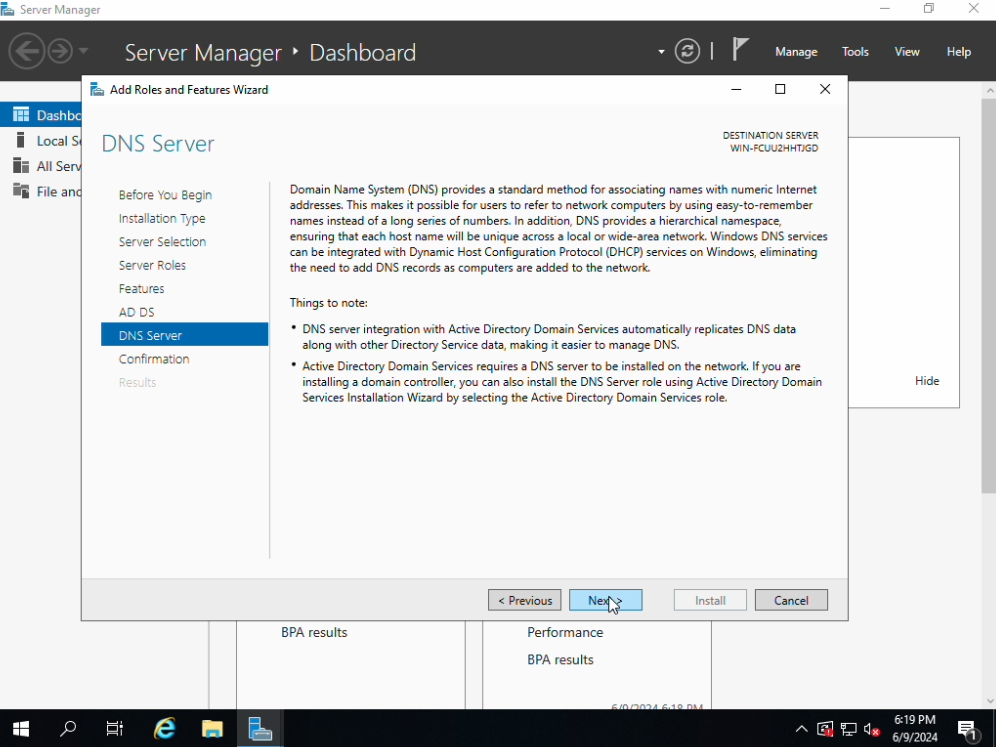 Server Manager
Server Manager ‣ Dashboard
Manage
Tools
View
Help
Add Roles and Features Wizard
DNS Server
DESTINATION SERVER
WIN-FCUU2HHTJGD
Before You Begin
Installation Type
Server Selection
Server Roles
Features
AD DS
DNS Server
Confirmation
Results
Domain Name System (DNS) provides a standard method for associating names with numeric Internet
addresses. This makes it possible for users to refer to network computers by using easy-to-remember
names instead of a long series of numbers. In addition, DNS provides a hierarchical namespace,
ensuring that each host name will be unique across a local or wide-area network. Windows DNS services
can be integrated with Dynamic Host Configuration Protocol (DHCP) services on Windows, eliminating
the need to add DNS records as computers are added to the network.
Things to note:
• DNS server integration with Active Directory Domain Services automatically replicates DNS data
along with other Directory Service data, making it easier to manage DNS.
• Active Directory Domain Services requires a DNS server to be installed on the network. If you are
installing a domain controller, you can also install the DNS Server role using Active Directory Domain
Services Installation Wizard by selecting the Active Directory Domain Services role.
< Previous
Next >
Install
Cancel
Dashbo
Local Se
All Serv
File and
Hide
BPA results
Performance
BPA results
6/9/2024 6:18 PM
6:19 PM
6/9/2024
1